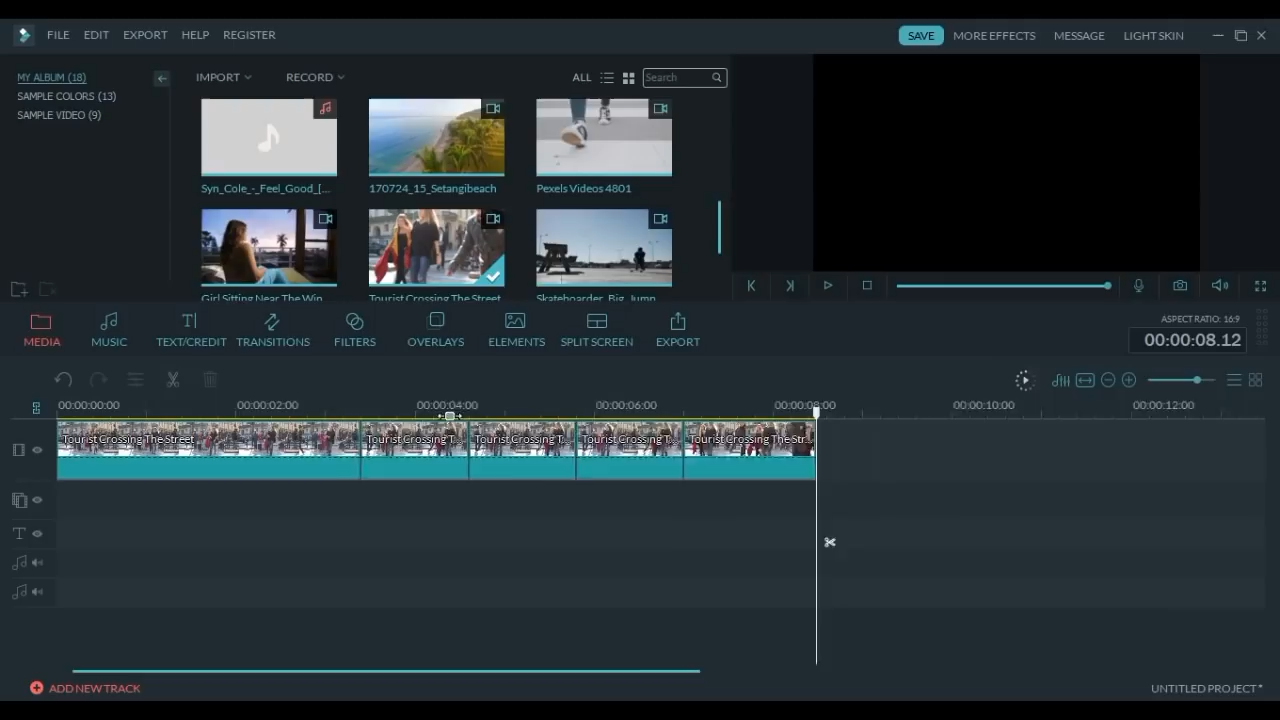 FILE EDIT EXPORT HELP REGISTER SAVE MORE EFFECTS MESSAGE LIGHT SKIN
MY ALBUM (18)
SAMPLE COLORS (13)
SAMPLE VIDEO (9)
IMPORT RECORD ALL Search
Syn_Cole_-_Feel_Good_[... 170724_15_Setangibeach Pexels Videos 4801
Girl Sitting Near The Win Tourist Crossing The Street Skateboarder_Big_Jump
MEDIA MUSIC TEXT/CREDIT TRANSITIONS FILTERS OVERLAYS ELEMENTS SPLIT SCREEN EXPORT
ASPECT RATIO: 16:9
00:00:08.12
00:00:00:00 00:00:02:00 00:00:04:00 00:00:06:00 00:00:08:00 00:00:10:00 00:00:12:00
Tourist Crossing The Street Tourist Crossing T... Tourist Crossing T... Tourist Crossing T... Tourist Crossing The Str...
ADD NEW TRACK
UNTITLED PROJECT *